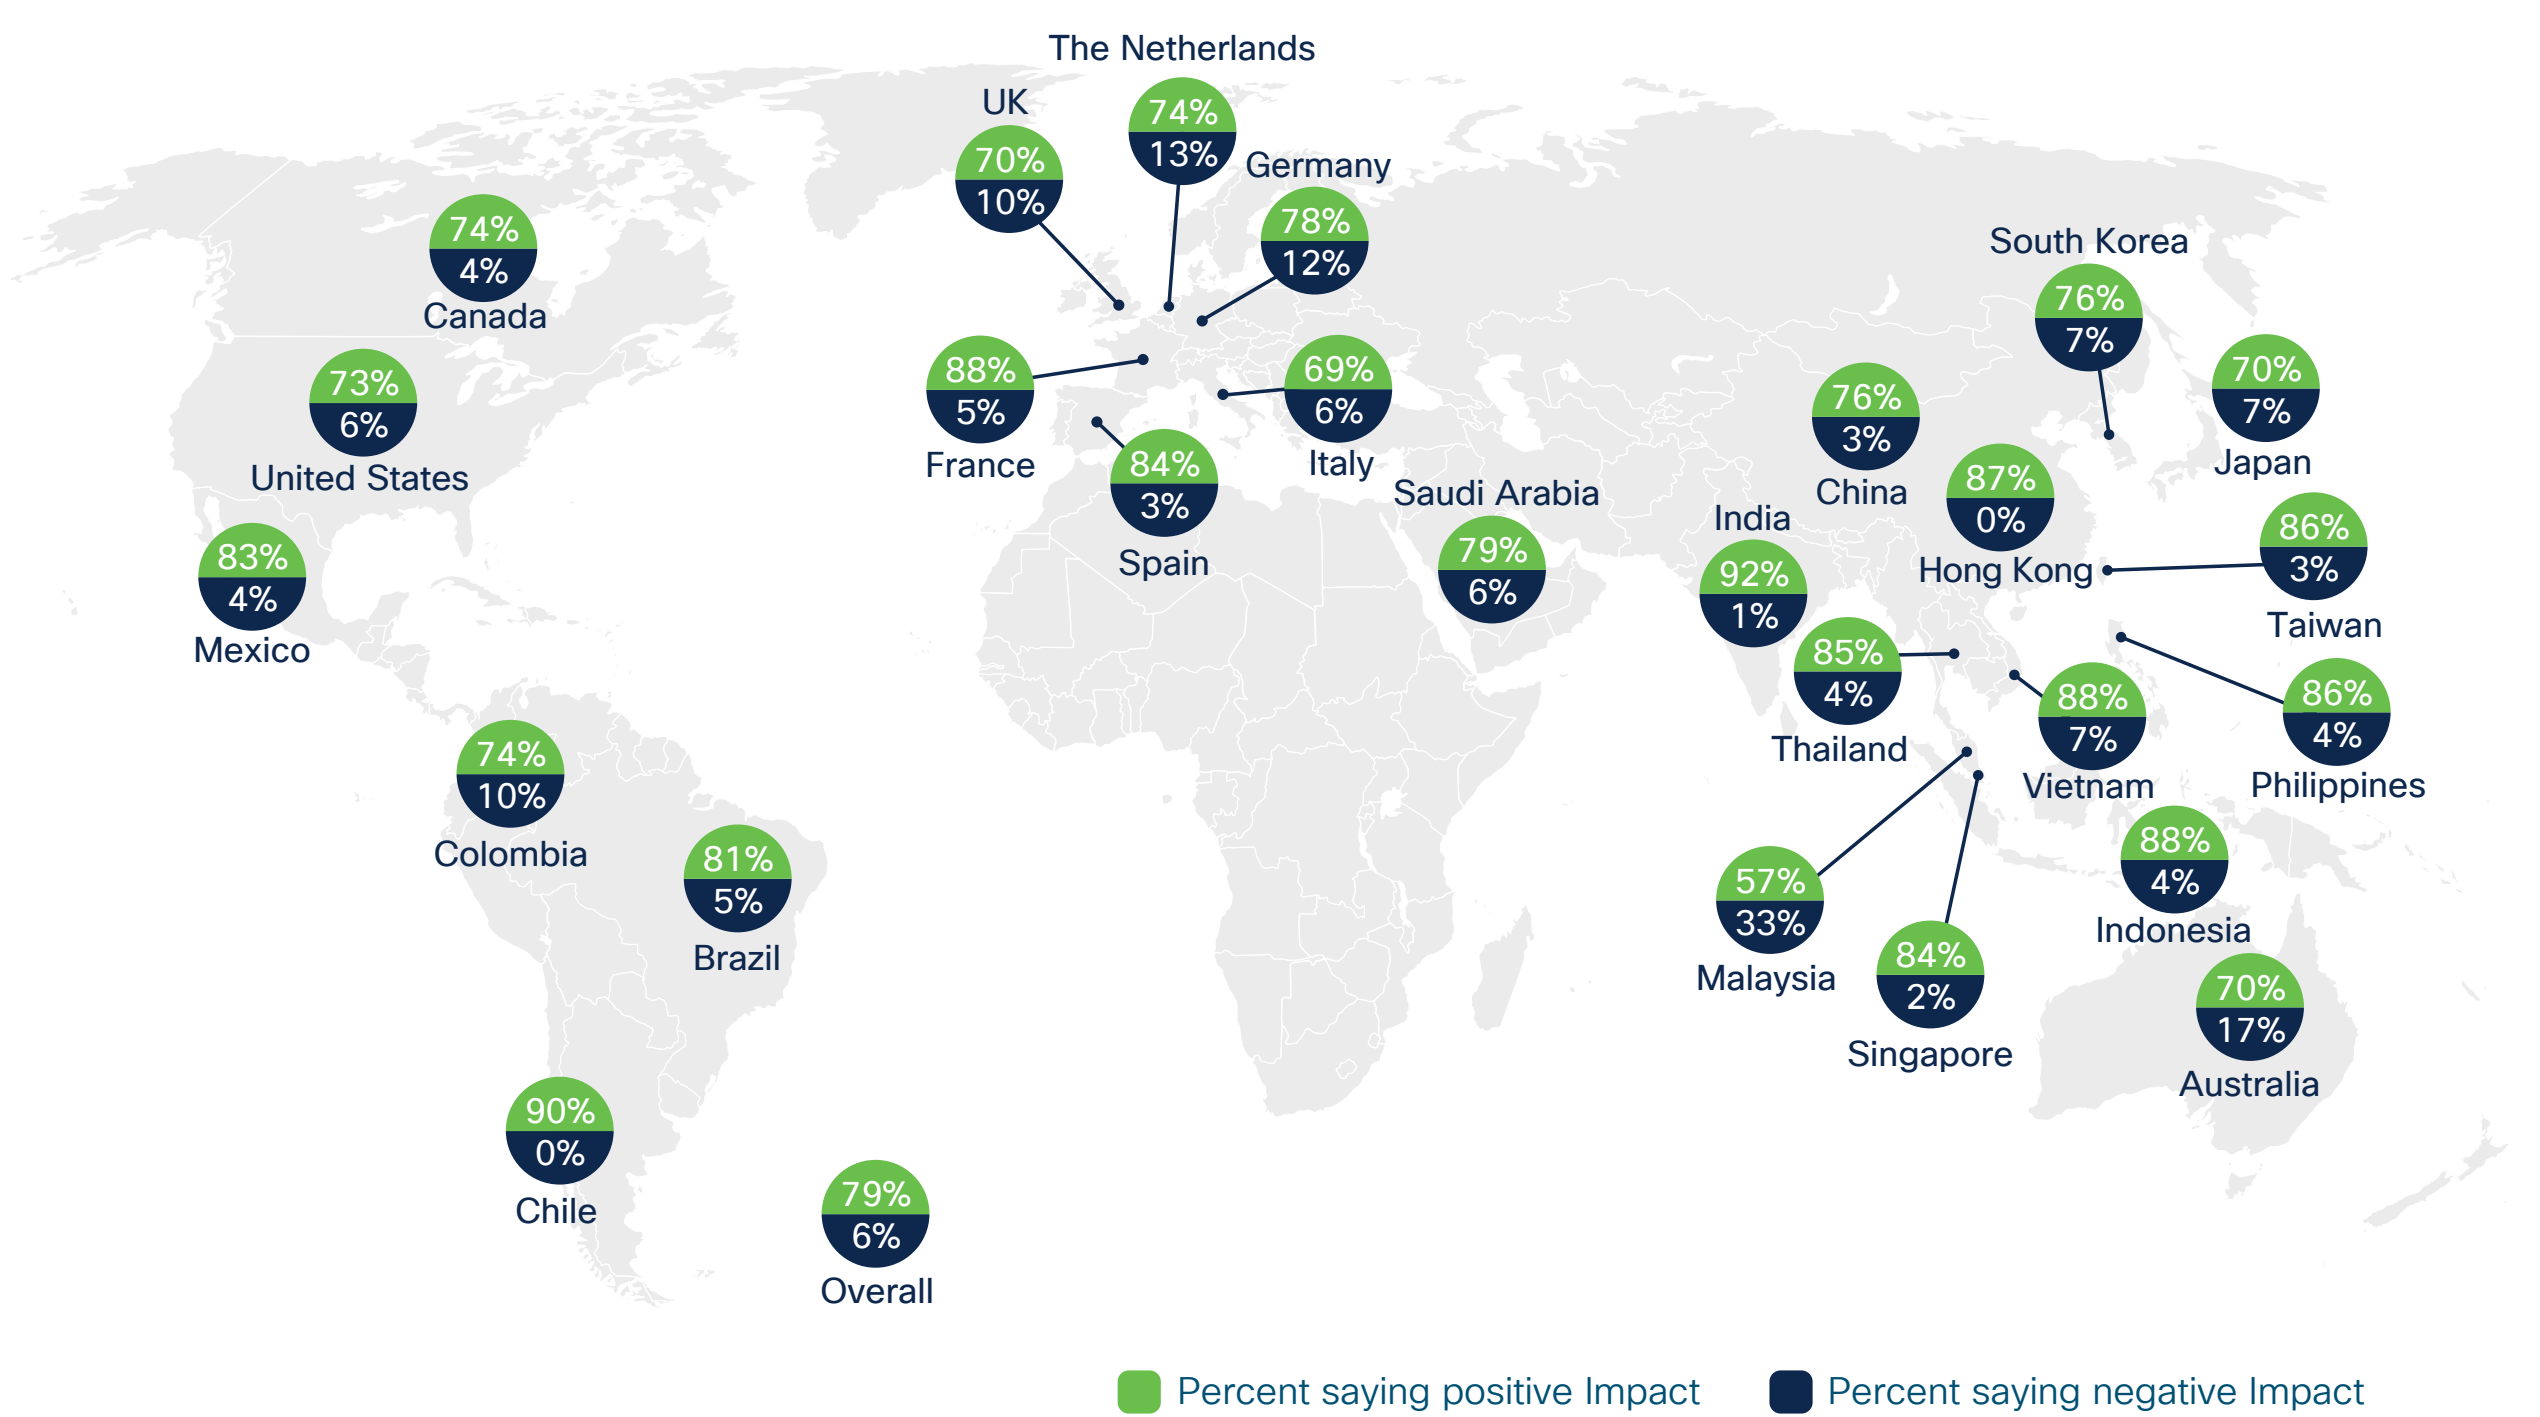 The Netherlands
74%
13%
UK
70%
10%
Germany
78%
12%
Canada
74%
4%
South Korea
76%
7%
United States
73%
6%
France
88%
5%
Italy
69%
6%
China
76%
3%
Japan
70%
7%
Spain
84%
3%
Saudi Arabia
79%
6%
India
92%
1%
Hong Kong
87%
0%
Taiwan
86%
3%
Mexico
83%
4%
Thailand
85%
4%
Vietnam
88%
7%
Philippines
86%
4%
Colombia
74%
10%
Brazil
81%
5%
Malaysia
57%
33%
Singapore
84%
2%
Indonesia
88%
4%
Australia
70%
17%
90%
0%
Chile
79%
6%
Overall
Percent saying positive Impact
Percent saying negative Impact